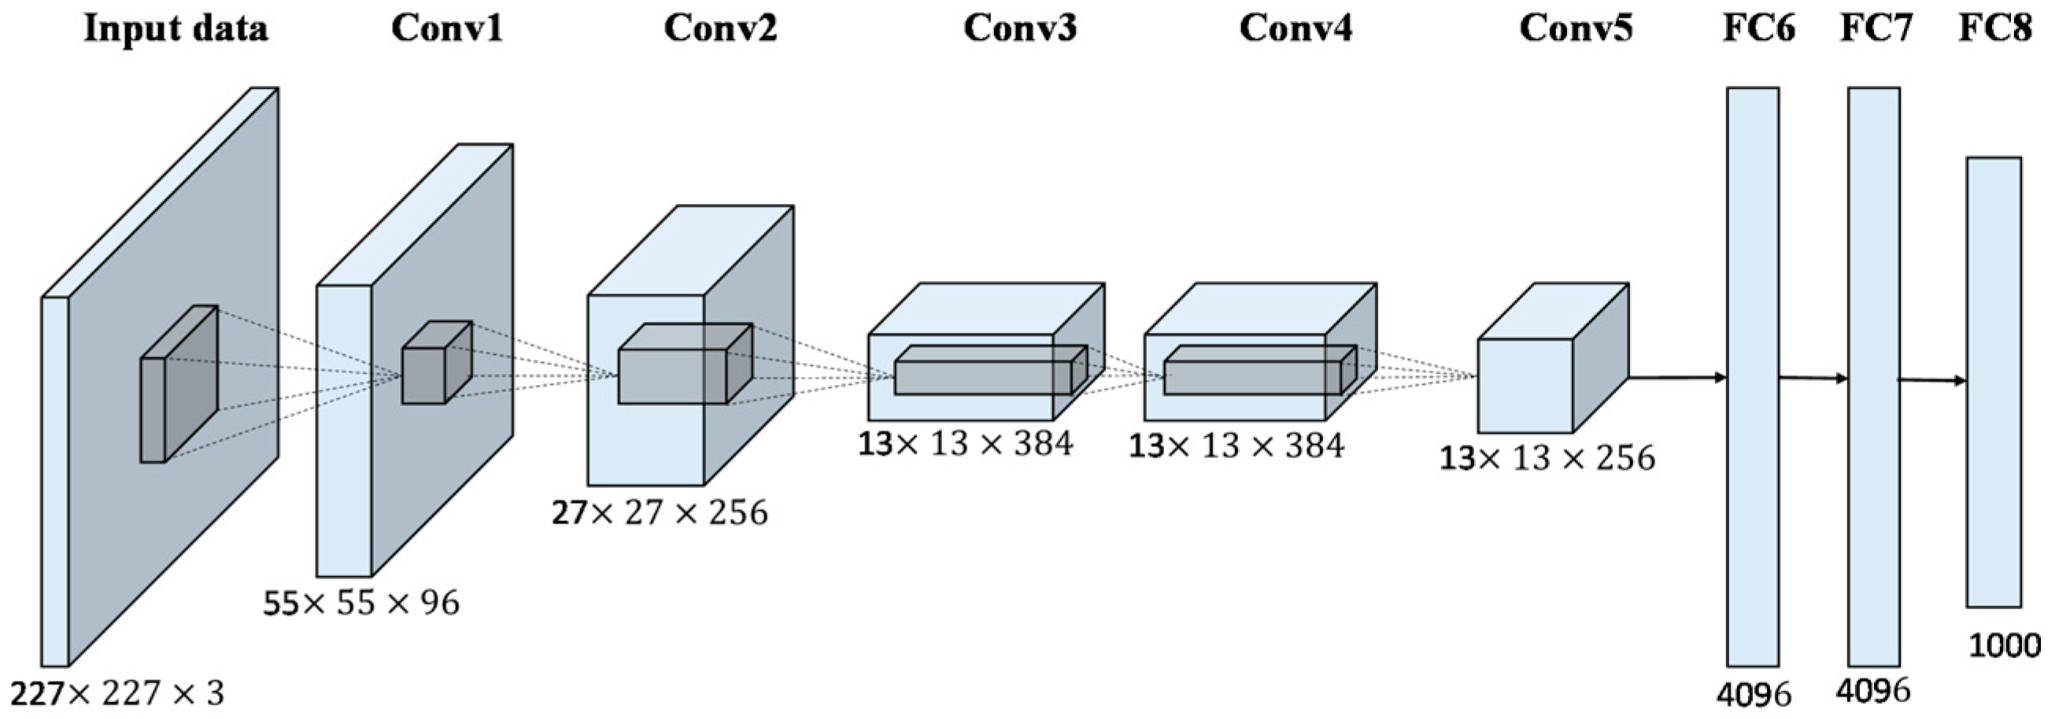 Input data Conv1 Conv2 Conv3 Conv4 Conv5 FC6 FC7 FC8
227× 227 × 3
55× 55 × 96
27× 27 × 256
13× 13 × 384
13× 13 × 384
13× 13 × 256
4096
4096
1000